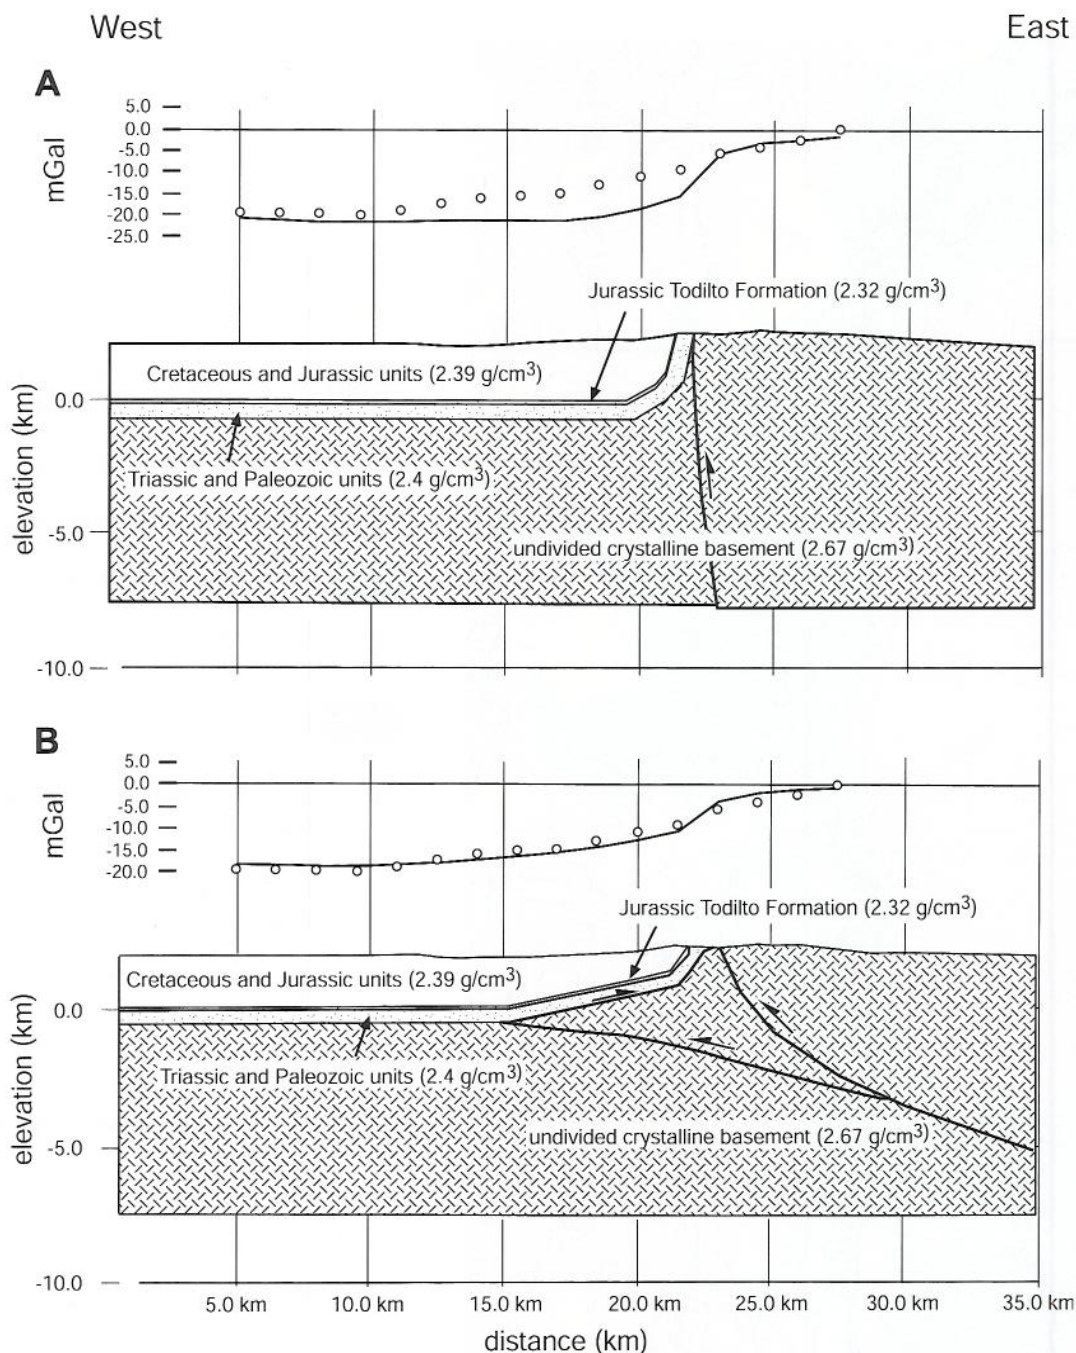 West
East
A
5.0
0.0
-5.0
-10.0
-15.0
-20.0
-25.0
mGal
Jurassic Todilto Formation (2.32 g/cm³)
Cretaceous and Jurassic units (2.39 g/cm³)
0.0
Triassic and Paleozoic units (2.4 g/cm³)
elevation (km)
-5.0
undivided crystalline basement (2.67 g/cm³)
-10.0
B
5.0
0.0
-5.0
-10.0
-15.0
-20.0
mGal
Jurassic Todilto Formation (2.32 g/cm³)
Cretaceous and Jurassic units (2.39 g/cm³)
0.0
Triassic and Paleozoic units (2.4 g/cm³)
elevation (km)
undivided crystalline basement (2.67 g/cm³)
-5.0
-10.0
5.0 km 10.0 km 15.0 km 20.0 km 25.0 km 30.0 km 35.0 km
distance (km)